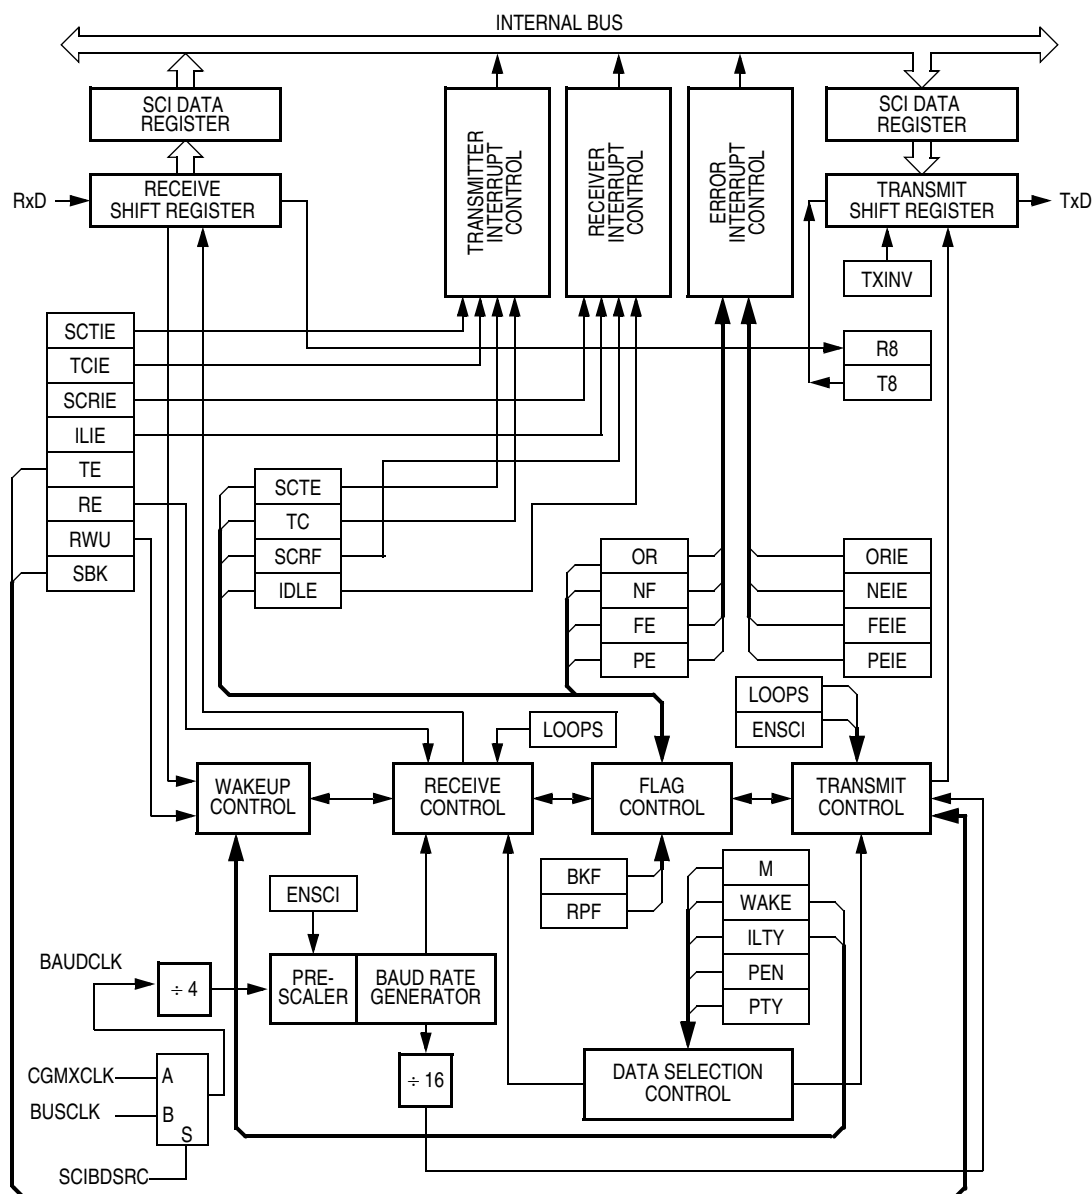 INTERNAL BUS
SCI DATA
REGISTER
SCI DATA
REGISTER
TRANSMITTER
INTERRUPT
CONTROL
RECEIVER
INTERRUPT
CONTROL
ERROR
INTERRUPT
CONTROL
RxD
RECEIVE
SHIFT REGISTER
TRANSMIT
SHIFT REGISTER
TxD
TXINV
SCTIE
TCIE
SCRIE
ILIE
TE
RE
RWU
SBK
R8
T8
SCTE
TC
SCRF
IDLE
OR
NF
FE
PE
ORIE
NEIE
FEIE
PEIE
LOOPS
ENSCI
LOOPS
WAKEUP
CONTROL
RECEIVE
CONTROL
FLAG
CONTROL
TRANSMIT
CONTROL
BKF
RPF
M
WAKE
ILTY
PEN
PTY
ENSCI
BAUDCLK
÷ 4
PRE-
SCALER
BAUD RATE
GENERATOR
÷ 16
DATA SELECTION
CONTROL
CGMXCLK
A
BUSCLK
B
S
SCIBDSRC